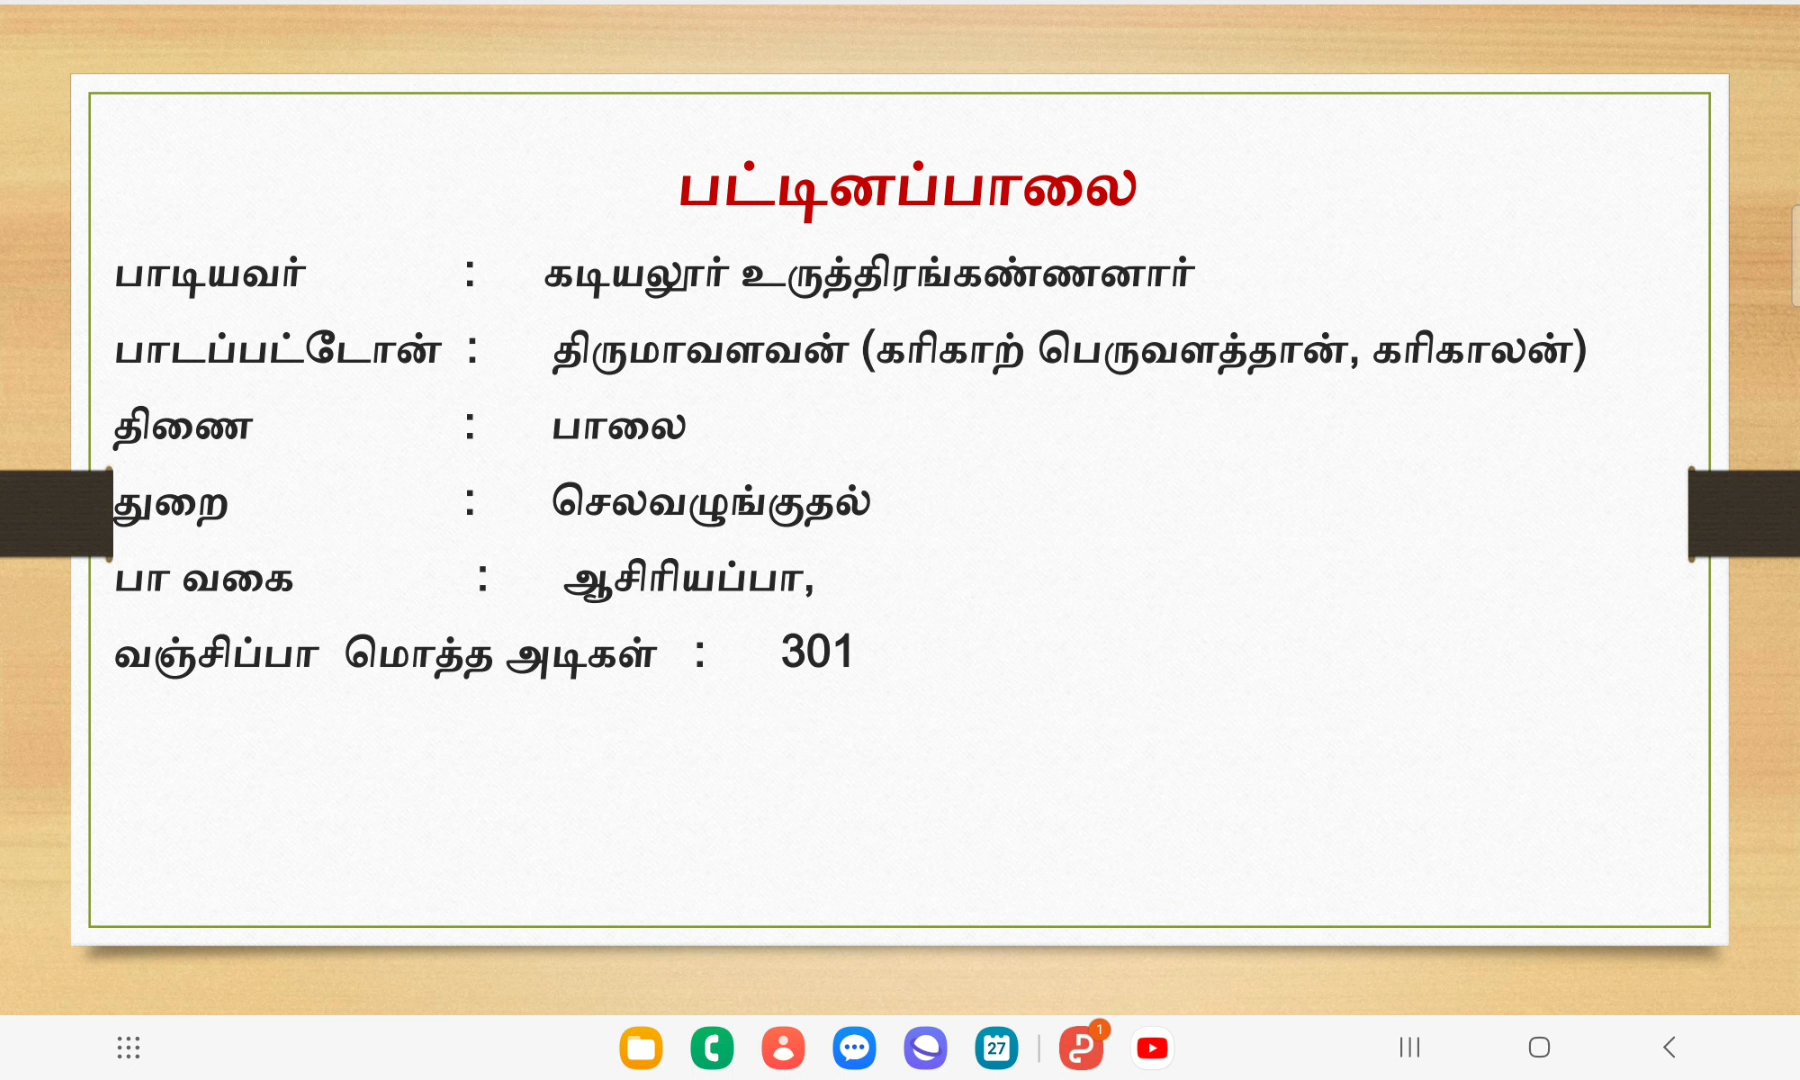 பட்டினப்பாலை
பாடியவர் : கடியலூர் உருத்திரங்கண்ணனார்
பாடப்பட்டோன் : திருமாவளவன் (கரிகாற் பெருவளத்தான், கரிகாலன்)
திணை : பாலை
துறை : செலவழுங்குதல்
பா வகை : ஆசிரியப்பா,
வஞ்சிப்பா மொத்த அடிகள் : 301
27
1